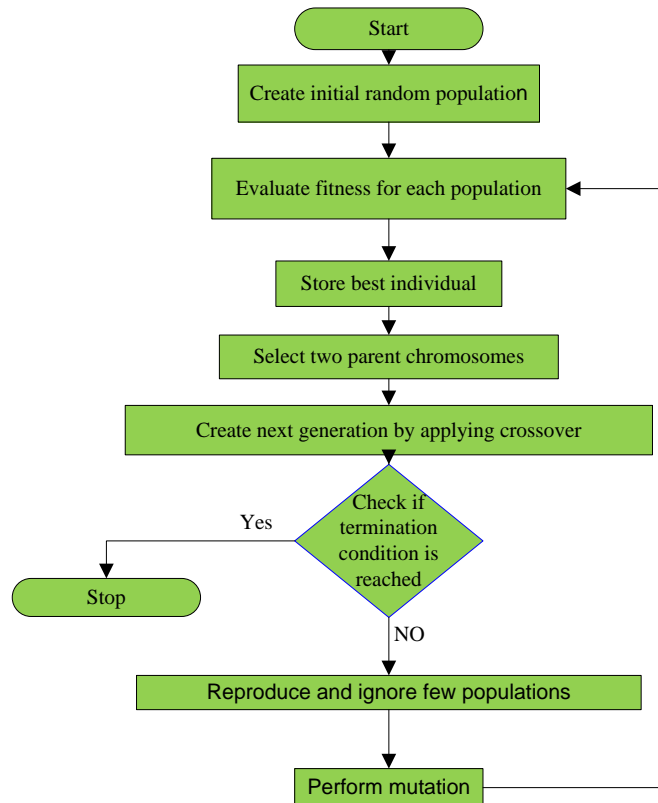 Start
Create initial random population
Evaluate fitness for each population
Store best individual
Select two parent chromosomes
Create next generation by applying crossover
Check if
termination
condition is
reached
Yes
Stop
NO
Reproduce and ignore few populations
Perform mutation